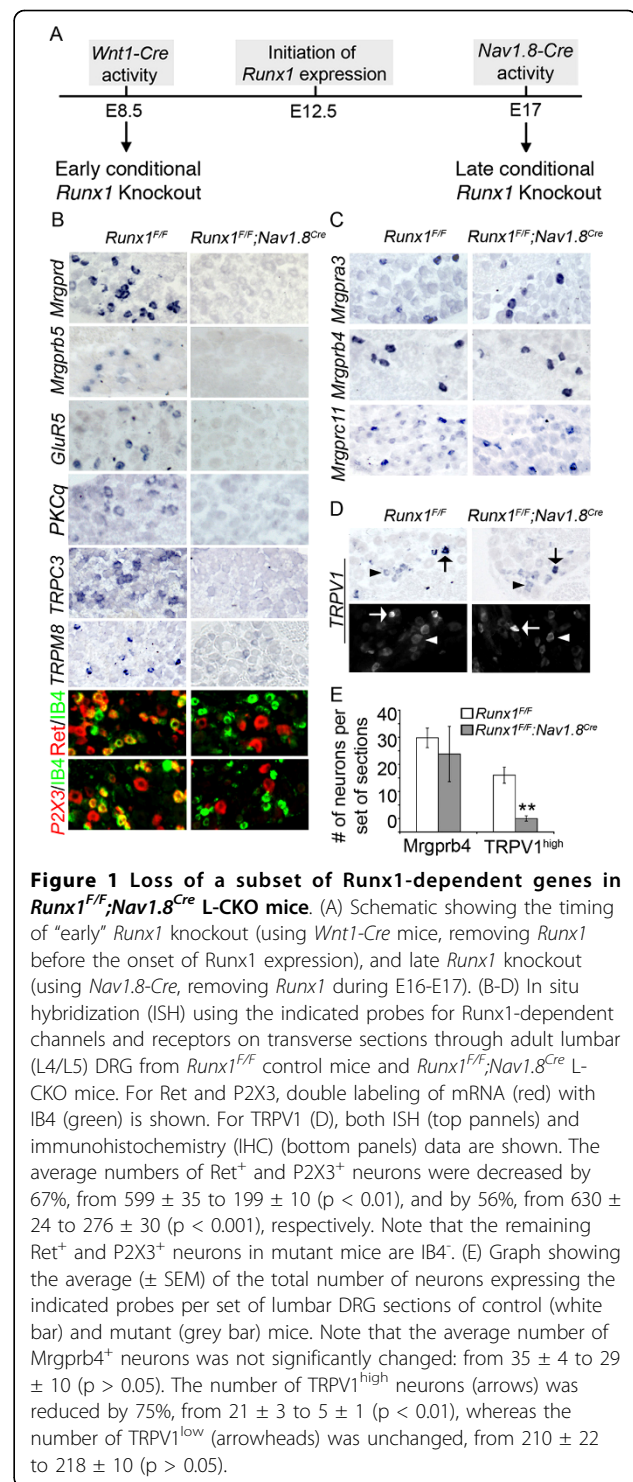 A
Wnt1-Cre
activity
Initiation of
Runx1 expression
Nav1.8-Cre
activity
E8.5
E12.5
E17
Early conditional
Runx1 Knockout
Late conditional
Runx1 Knockout
B
Runx1F/F Runx1F/F;Nav1.8Cre
Mrgprd
Mrgprb5
GluR5
PKCq
TRPC3
TRPM8
Ret/IB4
P2X3/IB4
C
Runx1F/F Runx1F/F;Nav1.8Cre
Mrgpra3
Mrgprb4
Mrgprc11
D
Runx1F/F Runx1F/F;Nav1.8Cre
TRPV1
E
Runx1F/F
Runx1F/F;Nav1.8Cre
# of neurons per
set of sections
40
30
20
10
0
**
Mrgprb4 TRPV1high
Figure 1 Loss of a subset of Runx1-dependent genes in
Runx1F/F;Nav1.8Cre L-CKO mice. (A) Schematic showing the timing
of "early" Runx1 knockout (using Wnt1-Cre mice, removing Runx1
before the onset of Runx1 expression), and late Runx1 knockout
(using Nav1.8-Cre, removing Runx1 during E16-E17). (B-D) In situ
hybridization (ISH) using the indicated probes for Runx1-dependent
channels and receptors on transverse sections through adult lumbar
(L4/L5) DRG from Runx1F/F control mice and Runx1F/F;Nav1.8Cre L-
CKO mice. For Ret and P2X3, double labeling of mRNA (red) with
IB4 (green) is shown. For TRPV1 (D), both ISH (top pannels) and
immunohistochemistry (IHC) (bottom panels) data are shown. The
average numbers of Ret+ and P2X3+ neurons were decreased by
67%, from 599 ± 35 to 199 ± 10 (p < 0.01), and by 56%, from 630 ±
24 to 276 ± 30 (p < 0.001), respectively. Note that the remaining
Ret+ and P2X3+ neurons in mutant mice are IB4-. (E) Graph showing
the average (± SEM) of the total number of neurons expressing the
indicated probes per set of lumbar DRG sections of control (white
bar) and mutant (grey bar) mice. Note that the average number of
Mrgprb4+ neurons was not significantly changed: from 35 ± 4 to 29
± 10 (p > 0.05). The number of TRPV1high neurons (arrows) was
reduced by 75%, from 21 ± 3 to 5 ± 1 (p < 0.01), whereas the
number of TRPV1low (arrowheads) was unchanged, from 210 ± 22
to 218 ± 10 (p > 0.05).